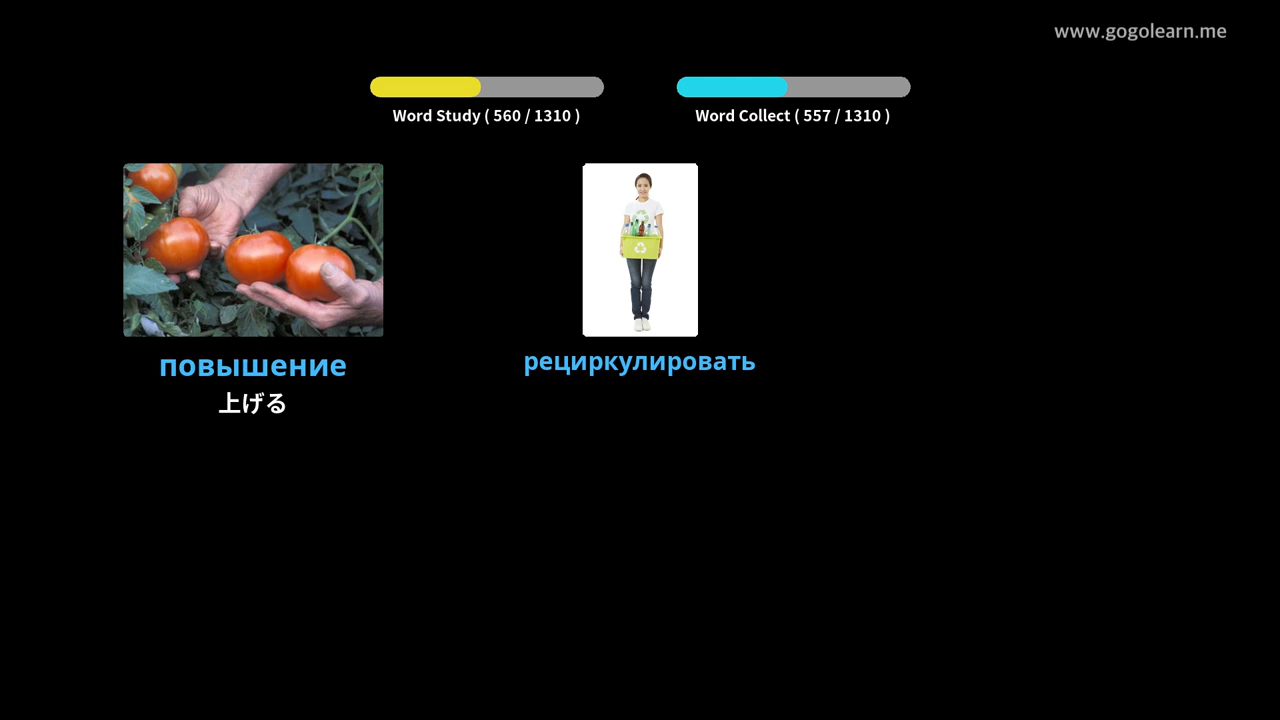 www.gogolearn.me
Word Study ( 560 / 1310 )
Word Collect ( 557 / 1310 )
повышение
上げる
рециркулировать